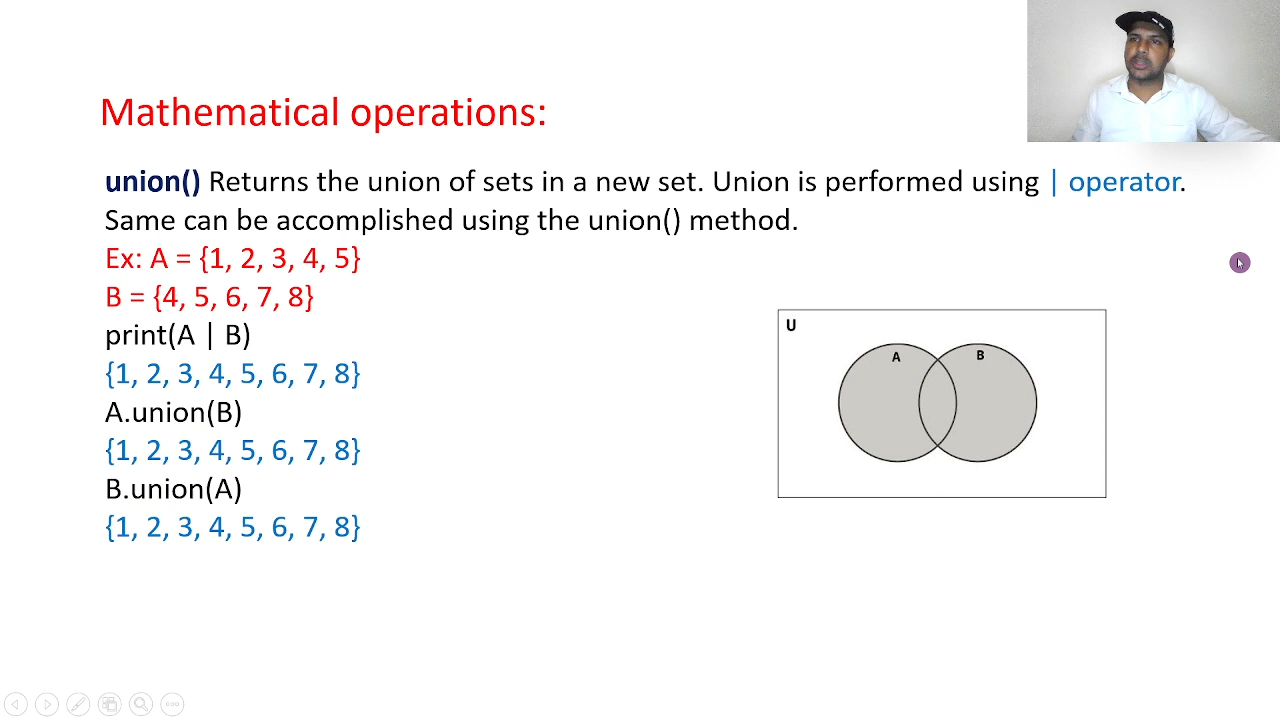 Mathematical operations:
union() Returns the union of sets in a new set. Union is performed using | operator.
Same can be accomplished using the union() method.
Ex: A = {1, 2, 3, 4, 5}
B = {4, 5, 6, 7, 8}
print(A | B)
{1, 2, 3, 4, 5, 6, 7, 8}
A.union(B)
{1, 2, 3, 4, 5, 6, 7, 8}
B.union(A)
{1, 2, 3, 4, 5, 6, 7, 8}
U
A
B